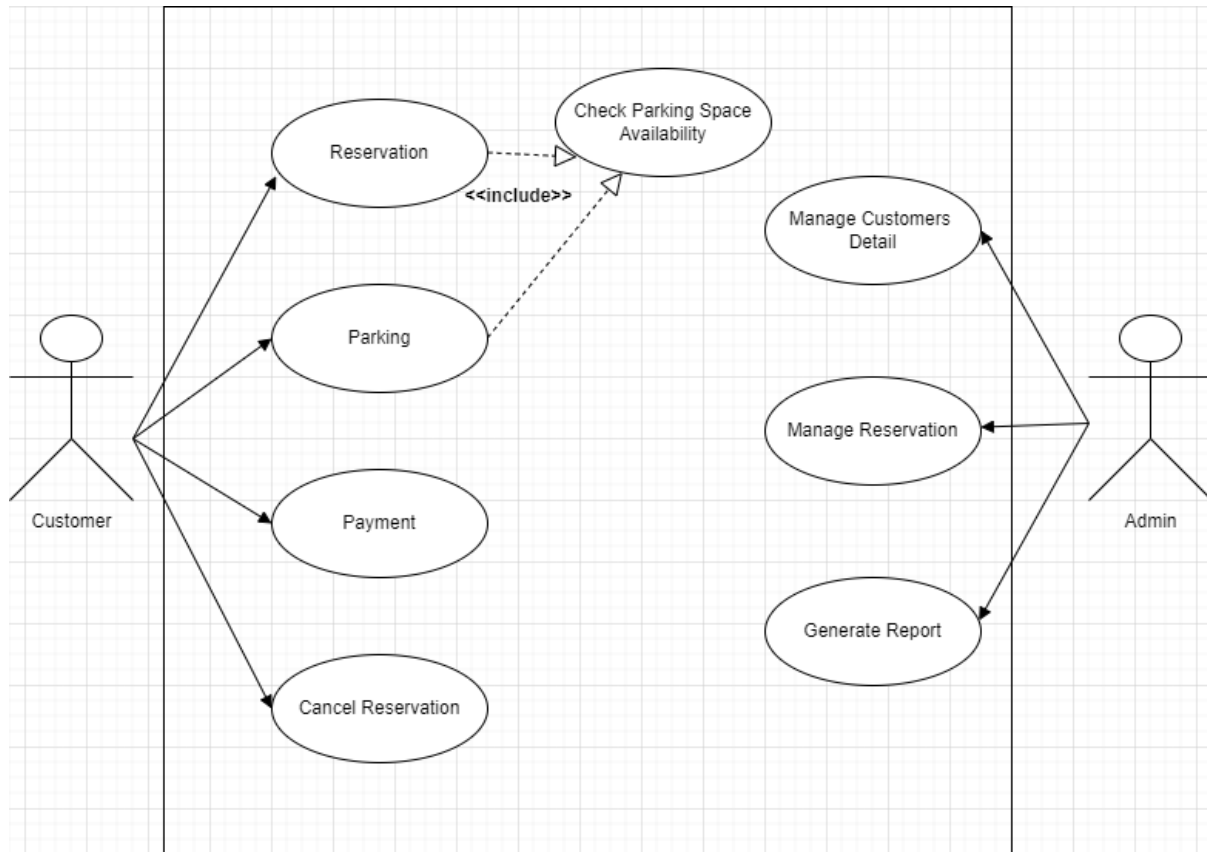 Check Parking Space
Availability
Reservation
<<include>>
Manage Customers
Detail
Parking
Manage Reservation
Customer
Payment
Admin
Generate Report
Cancel Reservation